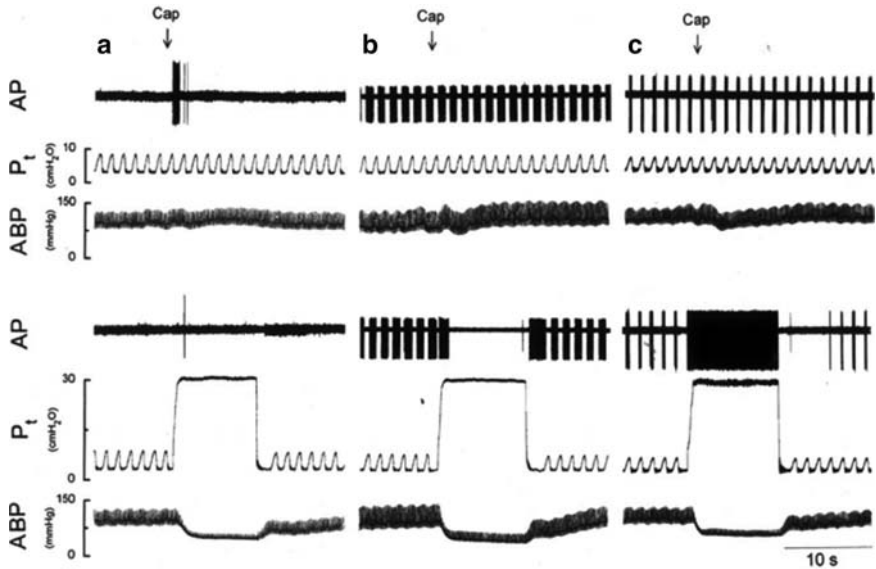 Cap Cap Cap
a b c
AP
Pt (cmH2O) 10 0
ABP (mmHg) 150 0
AP
Pt (cmH2O) 30 0
ABP (mmHg) 150 0
10 s